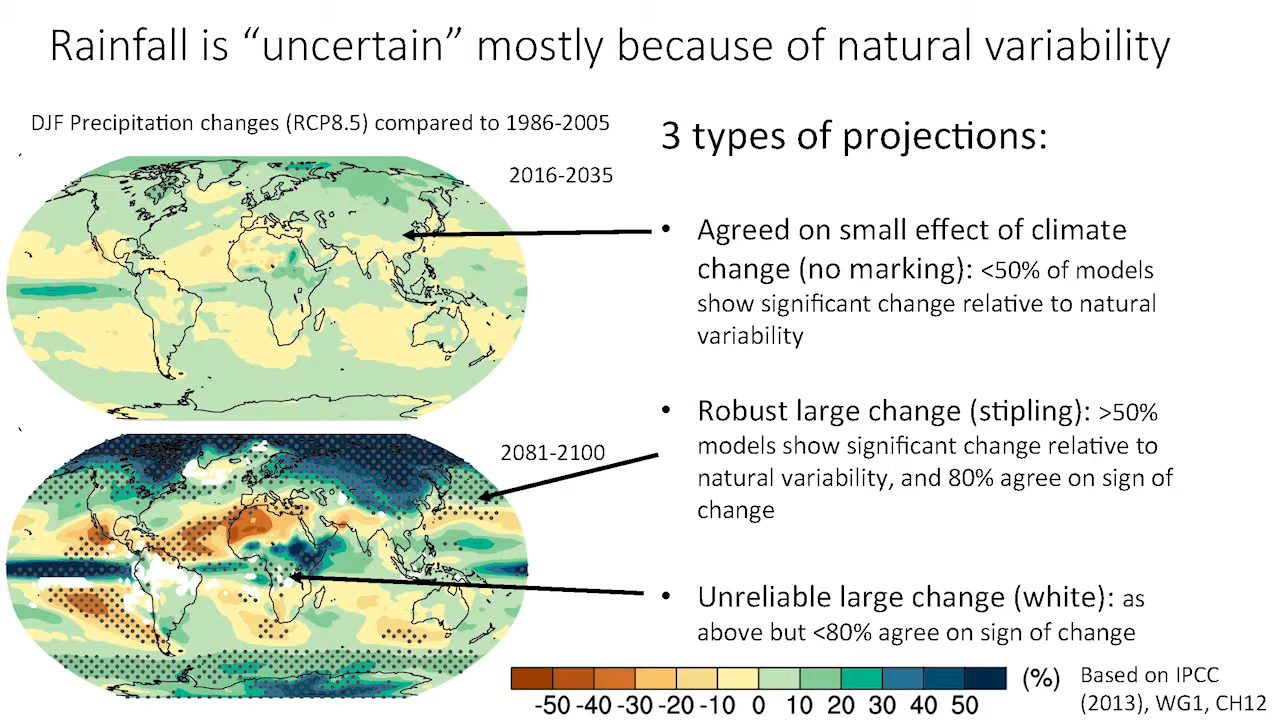 Rainfall is “uncertain” mostly because of natural variability
DJF Precipitation changes (RCP8.5) compared to 1986-2005
2016-2035
2081-2100
3 types of projections:
• Agreed on small effect of climate
change (no marking): <50% of models
show significant change relative to natural
variability
• Robust large change (stipling): >50%
models show significant change relative to
natural variability, and 80% agree on sign of
change
• Unreliable large change (white): as
above but <80% agree on sign of change
-50 -40 -30 -20 -10 0 10 20 30 40 50
(%)
Based on IPCC
(2013), WG1, CH12